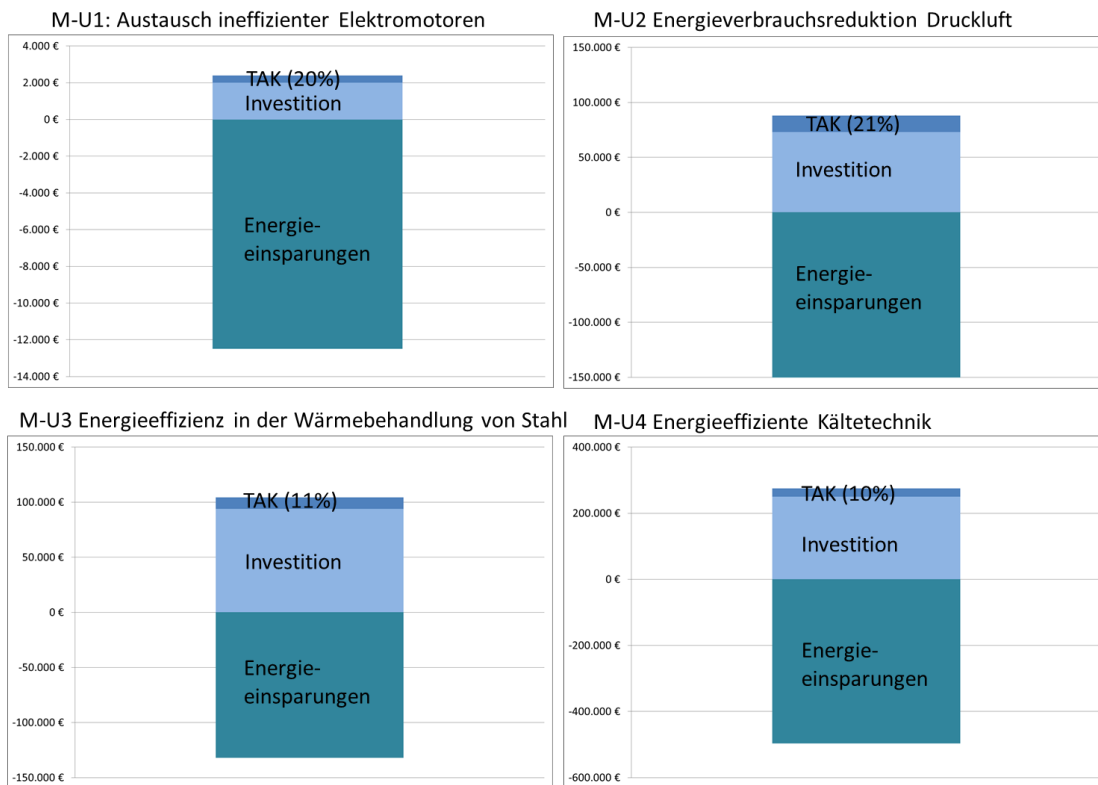 M-U1: Austausch ineffizienter Elektromotoren
4.000 €
2.000 €
0 €
-2.000 €
-4.000 €
-6.000 €
-8.000 €
-10.000 €
-12.000 €
-14.000 €
TAK (20%)
Investition
Energie-
einsparungen
M-U2 Energieverbrauchsreduktion Druckluft
150.000 €
100.000 €
50.000 €
0 €
-50.000 €
-100.000 €
-150.000 €
TAK (21%)
Investition
Energie-
einsparungen
M-U3 Energieeffizienz in der Wärmebehandlung von Stahl
150.000 €
100.000 €
50.000 €
0 €
-50.000 €
-100.000 €
-150.000 €
TAK (11%)
Investition
Energie-
einsparungen
M-U4 Energieeffiziente Kältetechnik
400.000 €
200.000 €
0 €
-200.000 €
-400.000 €
-600.000 €
TAK (10%)
Investition
Energie-
einsparungen